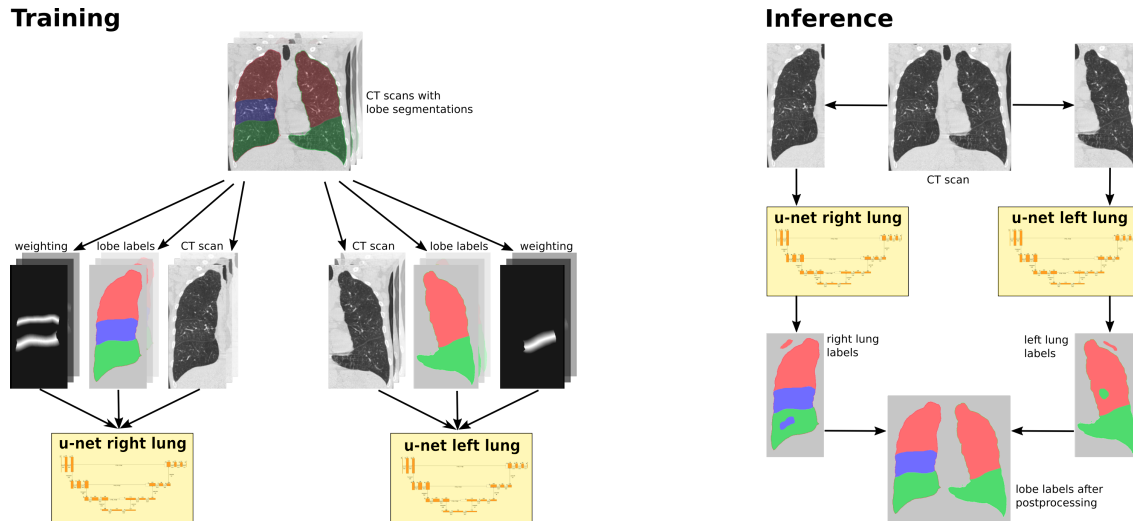 Training
CT scans with
lobe segmentations
weighting
lobe labels
CT scan
CT scan
lobe labels
weighting
u-net right lung
u-net left lung
Inference
CT scan
u-net right lung
u-net left lung
right lung
labels
left lung
labels
lobe labels after
postprocessing